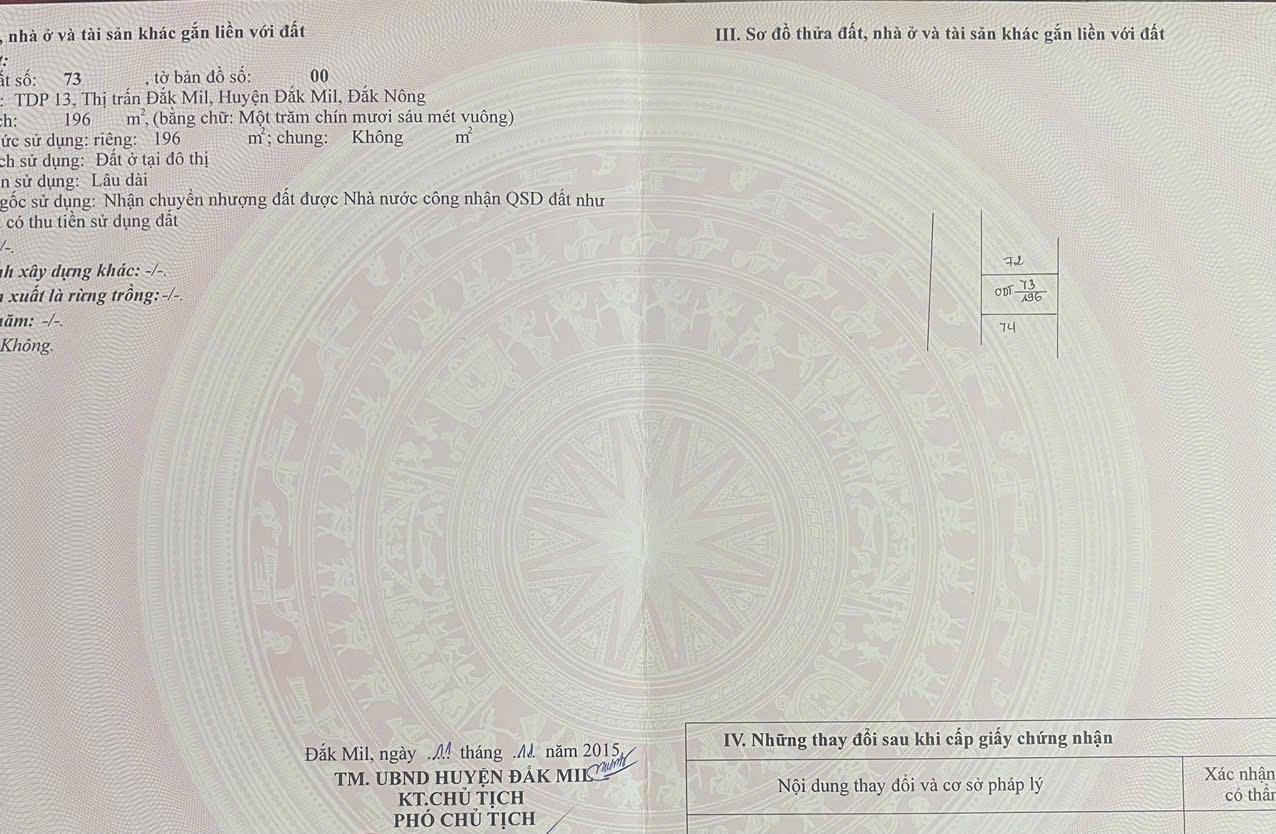 , nhà ở và tài sản khác gắn liền với đất
t:
ất số: 73 , tờ bản đồ số: 00
: TDP 13, Thị trấn Đắk Mil, Huyện Đắk Mil, Đắk Nông
ch: 196 m², (bằng chữ: Một trăm chín mươi sáu mét vuông)
ức sử dụng: riêng: 196 m²; chung: Không m²
ch sử dụng: Đất ở tại đô thị
n sử dụng: Lâu dài
gốc sử dụng: Nhận chuyển nhượng đất được Nhà nước công nhận QSD đất như
có thu tiền sử dụng đất
/-.
nh xây dựng khác: -/-.
n xuất là rừng trồng: -/-.
năm: -/-.
Không.
Đắk Mil, ngày 11 tháng năm 2015
TM. UBND HUYỆN ĐẮK MIL
KT.CHỦ TỊCH
PHÓ CHỦ TỊCH
III. Sơ đồ thửa đất, nhà ở và tài sản khác gắn liền với đất
72
ODT 73
196
74
IV. Những thay đổi sau khi cấp giấy chứng nhận
Nội dung thay đổi và cơ sở pháp lý
Xác nhận
có thẩm